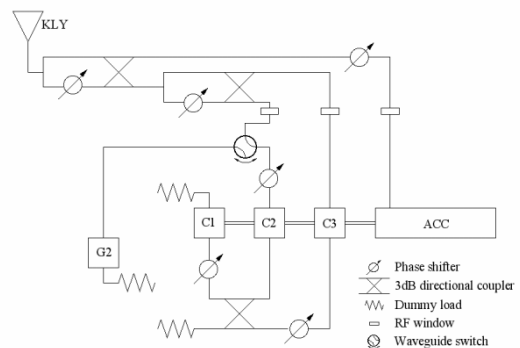 KLY
C1
C2
C3
ACC
G2
Phase shifter
3dB directional coupler
Dummy load
RF window
Waveguide switch